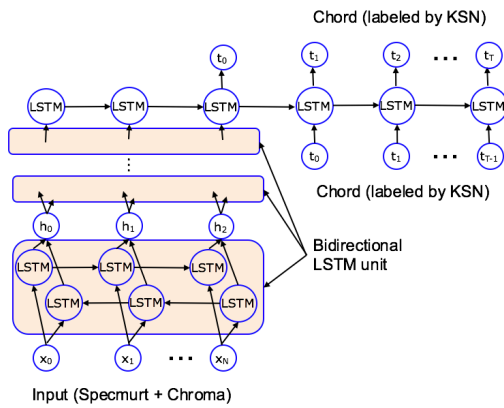 Chord (labeled by KSN)
t0 t1 t2 ... tT
LSTM LSTM LSTM LSTM LSTM ... LSTM
t0 t1 ... tT-1
Chord (labeled by KSN)
...
h0 h1 h2
Bidirectional
LSTM unit
LSTM LSTM LSTM
LSTM LSTM LSTM
x0 x1 ... xN
Input (Specmurt + Chroma)